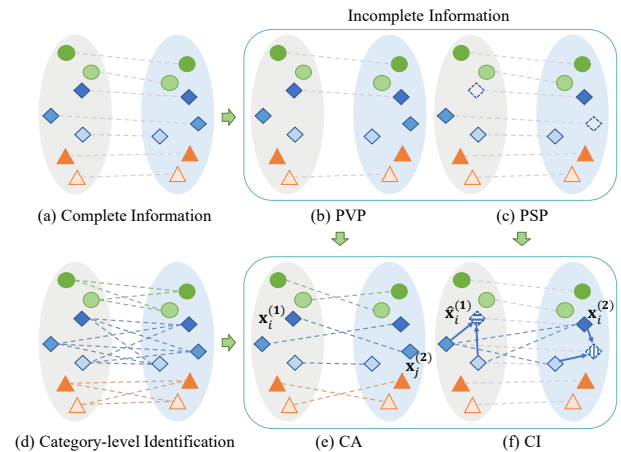 Incomplete Information
(a) Complete Information
(b) PVP
(c) PSP
x_i^{(1)}
x_j^{(2)}
x̂_i^{(1)}
x_i^{(2)}
(d) Category-level Identification
(e) CA
(f) CI